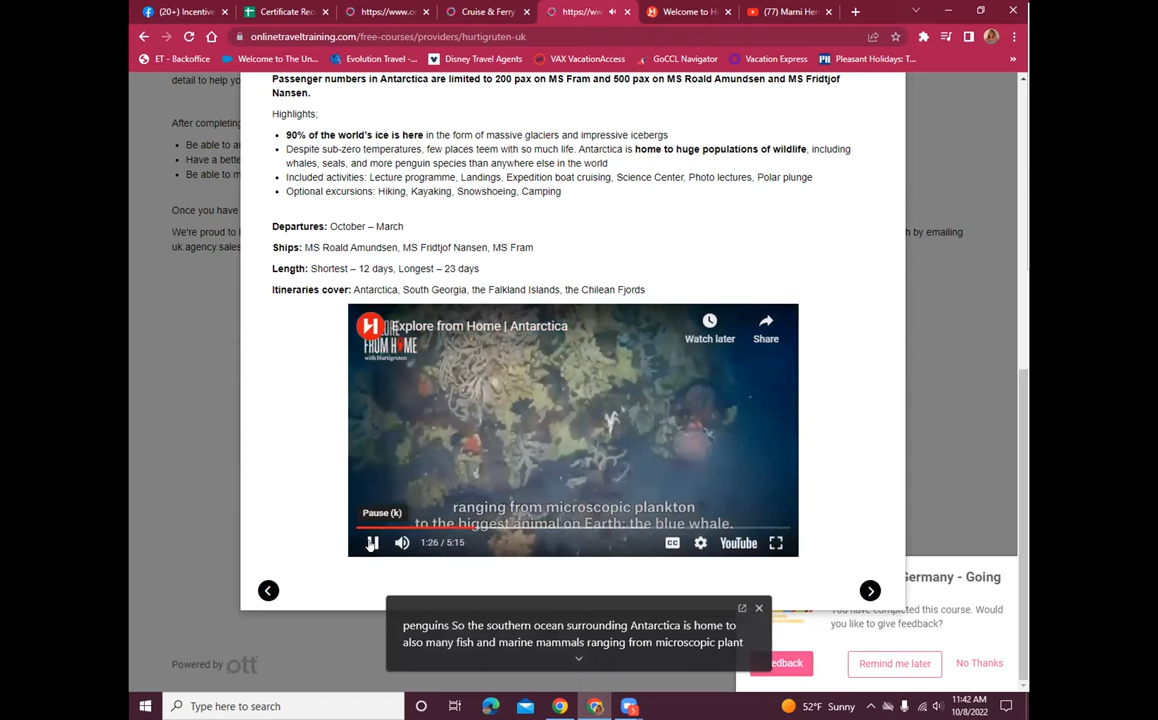 (20+) Incentive
Certificate Rec
https://www.o
Cruise & Ferry
https://ww
Welcome to H
(77) Marni He
onlinetraveltraining.com/free-courses/providers/hurtigruten-uk
ET - Backoffice
Welcome to The Un...
Evolution Travel -...
Disney Travel Agents
VAX VacationAccess
GoCCL Navigator
Vacation Express
Pleasant Holidays: T...
»
detail to help yo
After completing
Be able to a
Have a bette
Be able to m
Once you have
We're proud to
uk.agency.sales
h by emailing
Passenger numbers in Antarctica are limited to 200 pax on MS Fram and 500 pax on MS Roald Amundsen and MS Fridtjof
Nansen.
Highlights;
• 90% of the world's ice is here in the form of massive glaciers and impressive icebergs
• Despite sub-zero temperatures, few places teem with so much life. Antarctica is home to huge populations of wildlife, including
whales, seals, and more penguin species than anywhere else in the world
• Included activities: Lecture programme, Landings, Expedition boat cruising, Science Center, Photo lectures, Polar plunge
• Optional excursions: Hiking, Kayaking, Snowshoeing, Camping
Departures: October – March
Ships: MS Roald Amundsen, MS Fridtjof Nansen, MS Fram
Length: Shortest – 12 days, Longest – 23 days
Itineraries cover: Antarctica, South Georgia, the Falkland Islands, the Chilean Fjords
Explore from Home | Antarctica
FROM HOME
with Hurtigruten
Watch later
Share
ranging from microscopic plankton
to the biggest animal on Earth: the blue whale.
Pause (k)
1:26 / 5:15
CC
YouTube
penguins So the southern ocean surrounding Antarctica is home to
also many fish and marine mammals ranging from microscopic plant
Germany - Going
You have completed this course. Would
you like to give feedback?
edback
Remind me later
No Thanks
Powered by ott
Type here to search
52°F Sunny
11:42 AM
10/8/2022